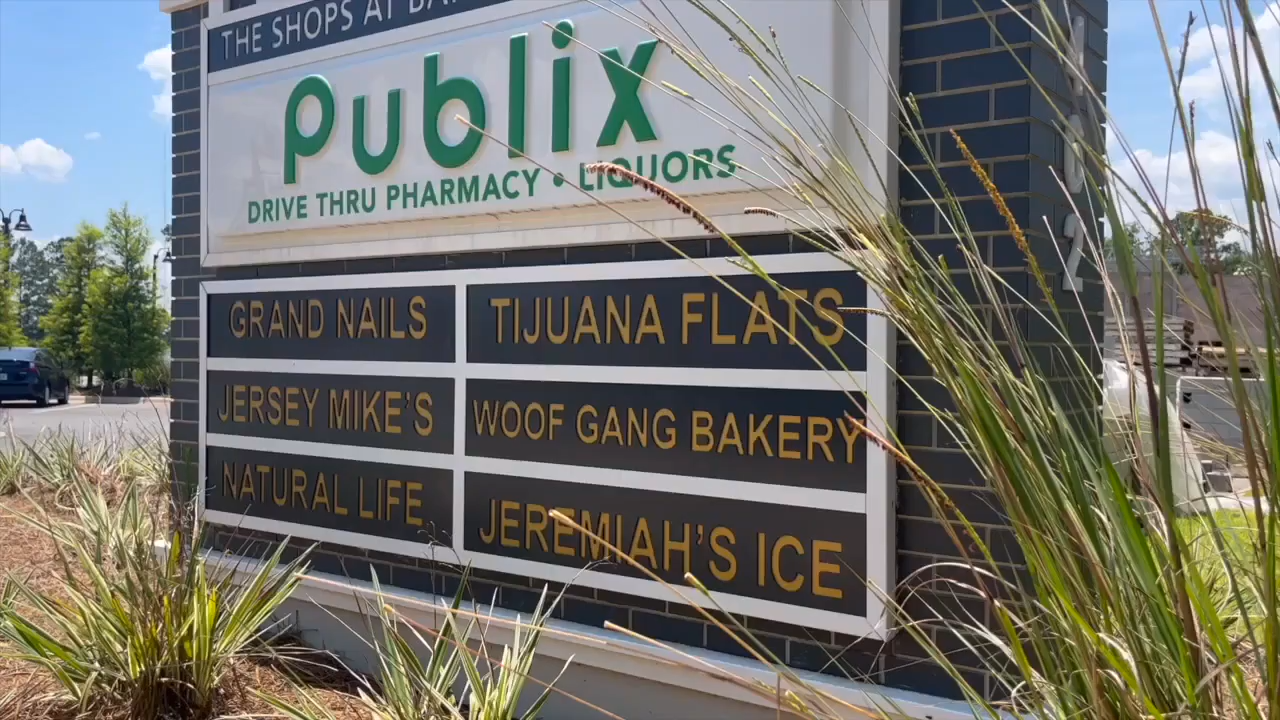 THE SHOPS AT
Publix
DRIVE THRU PHARMACY • LIQUORS
GRAND NAILS
TIJUANA FLATS
JERSEY MIKE'S
WOOF GANG BAKERY
NATURAL LIFE
JEREMIAH'S ICE